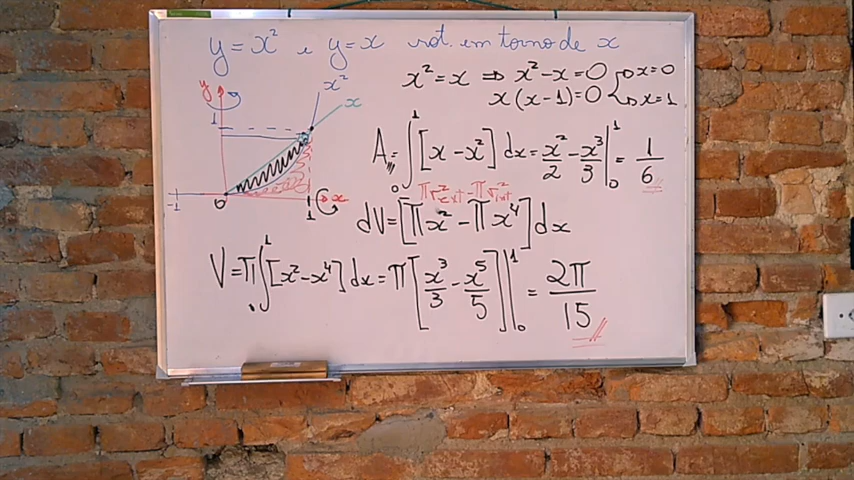 y = x² e y = x rot. em torno de x
x² = x ⇒ x² - x = 0 → x = 0
x(x - 1) = 0 → x = 1
y
x²
x
1
-1
0
1
x
A = ∫₀¹ [x - x²] dx = x²/2 - x³/3 |₀¹ = 1/6
πr²ext - πr²int
dV = [πx² - πx⁴] dx
V = π ∫₀¹ [x² - x⁴] dx = π [x³/3 - x⁵/5] |₀¹ = 2π/15